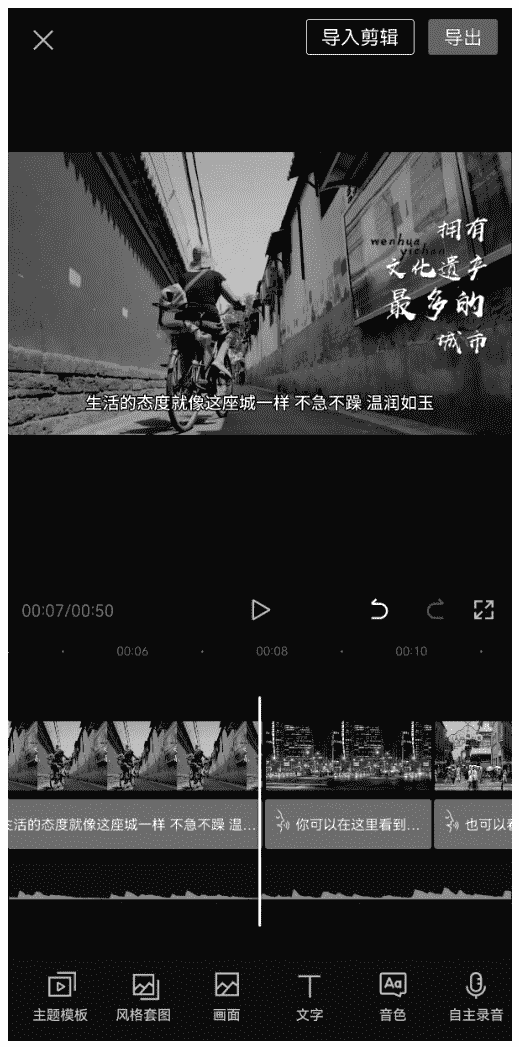 导入剪辑 导出
拥有
wenhua
yichan
文化遗产
最多的
城市
生活的态度就像这座城一样 不急不躁 温润如玉
00:07/00:50
00:06 00:08 00:10
活的态度就像这座城一样 不急不躁 温... 你可以在这里看到... 也可以
主题模板 风格套图 画面 文字 音色 自主录音